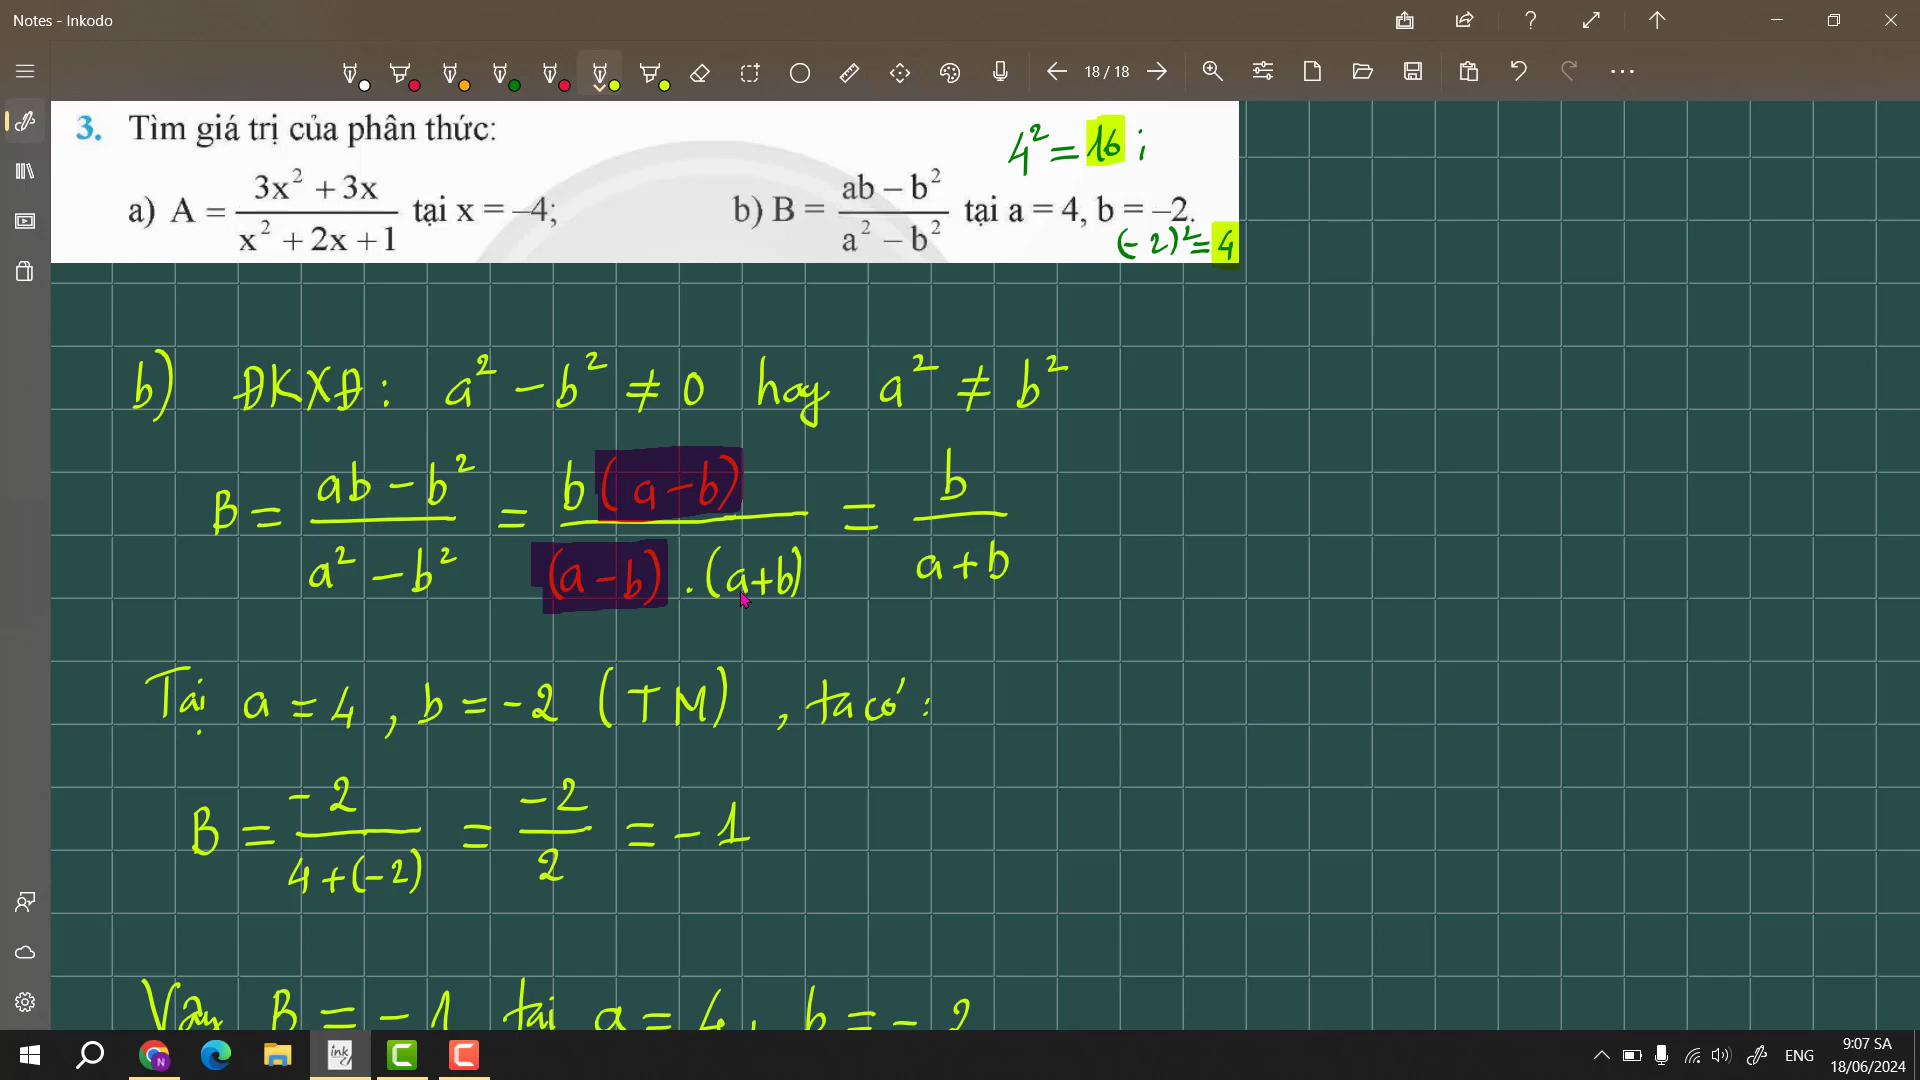 Notes - Inkodo
18 / 18
3. Tìm giá trị của phân thức:
4² = 16 ;
a) A = (3x² + 3x)/(x² + 2x + 1) tại x = –4;
b) B = (ab – b²)/(a² – b²) tại a = 4, b = –2.
(-2)² = 4
b) ĐKXĐ: a² - b² ≠ 0 hay a² ≠ b²
B = (ab - b²)/(a² - b²) = b(a-b)/((a-b).(a+b)) = b/(a+b)
Tại a = 4, b = -2 (TM), ta có:
B = -2/(4+(-2)) = -2/2 = -1
Vậy B = -1 tại a = 4, b = -2
ink
ENG
9:07 SA
18/06/2024